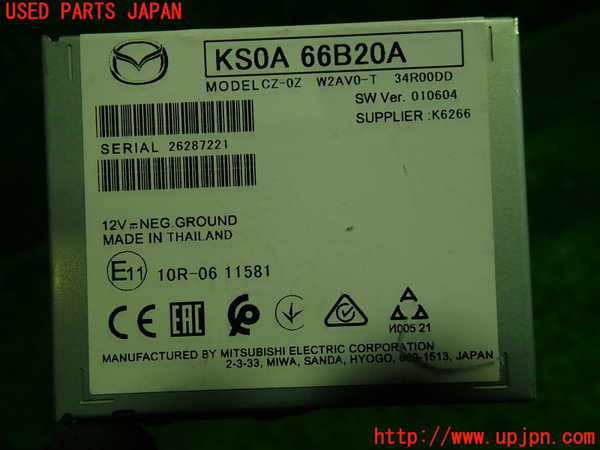 USED PARTS JAPAN
KS0A 66B20A
MODEL CZ-0Z W2AV0-T 34R00DD
SW Ver. 010604
SUPPLIER :K6266
SERIAL 26287221
12V NEG.GROUND
MADE IN THAILAND
E11 10R-06 11581
CE EAC
И005 21
MANUFACTURED BY MITSUBISHI ELECTRIC CORPORATION
2-3-33, MIWA, SANDA, HYOGO, 669-1513, JAPAN
http://www.upjpn.com